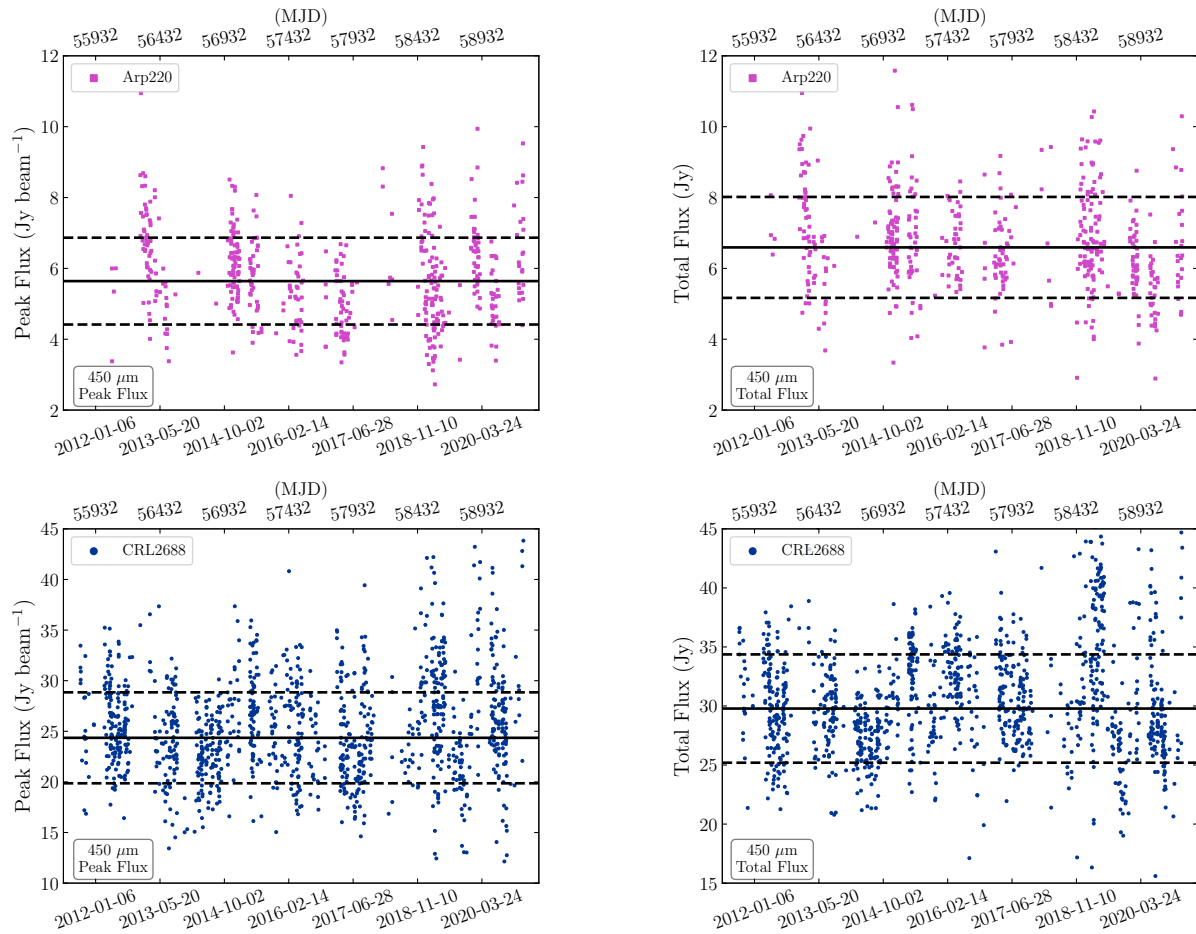 (MJD)
55932 56432 56932 57432 57932 58432 58932
12
10
8
6
4
2
Peak Flux (Jy beam⁻¹)
Arp220
450 μm
Peak Flux
2012-01-06 2013-05-20 2014-10-02 2016-02-14 2017-06-28 2018-11-10 2020-03-24
(MJD)
55932 56432 56932 57432 57932 58432 58932
12
10
8
6
4
2
Total Flux (Jy)
Arp220
450 μm
Total Flux
2012-01-06 2013-05-20 2014-10-02 2016-02-14 2017-06-28 2018-11-10 2020-03-24
(MJD)
55932 56432 56932 57432 57932 58432 58932
45
40
35
30
25
20
15
10
Peak Flux (Jy beam⁻¹)
CRL2688
450 μm
Peak Flux
2012-01-06 2013-05-20 2014-10-02 2016-02-14 2017-06-28 2018-11-10 2020-03-24
(MJD)
55932 56432 56932 57432 57932 58432 58932
45
40
35
30
25
20
15
Total Flux (Jy)
CRL2688
450 μm
Total Flux
2012-01-06 2013-05-20 2014-10-02 2016-02-14 2017-06-28 2018-11-10 2020-03-24